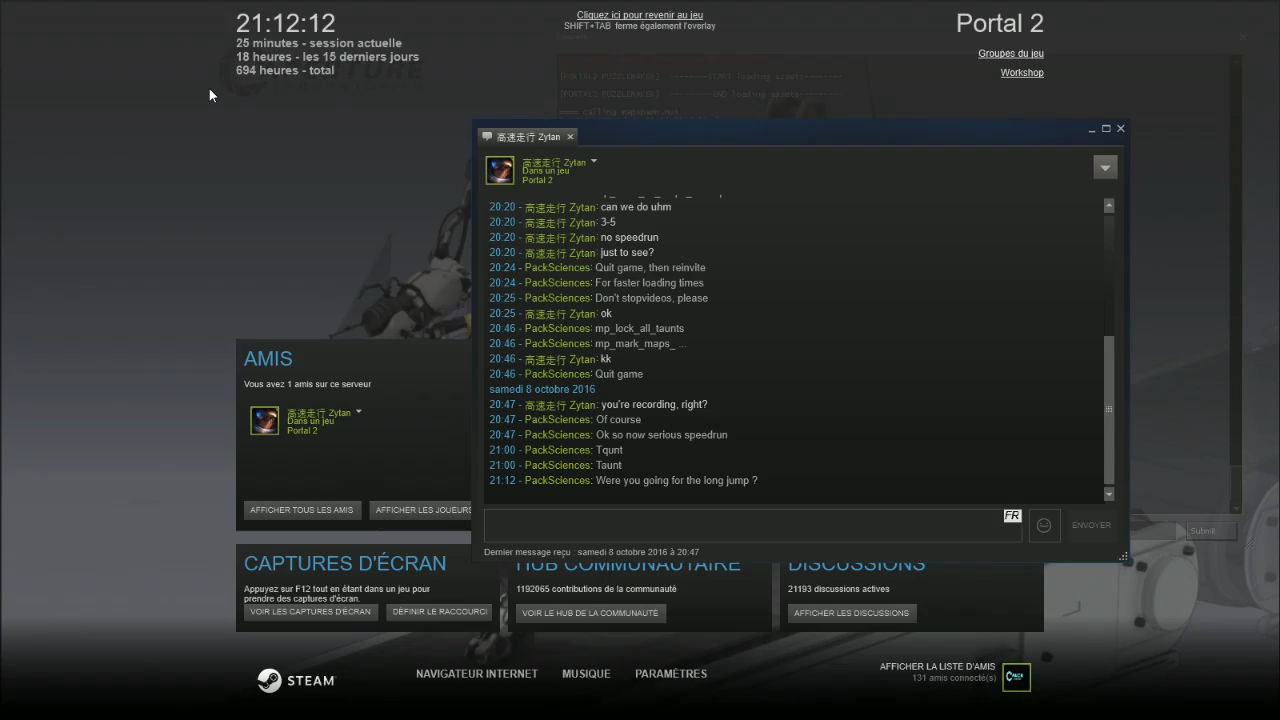 21:12:12
25 minutes - session actuelle
18 heures - les 15 derniers jours
694 heures - total
Cliquez ici pour revenir au jeu
SHIFT+TAB ferme également l'overlay
Portal 2
Groupes du jeu
Workshop
[PORTAL2 PUZZLEMAKER] --------START loading assets--------
[PORTAL2 PUZZLEMAKER] --------END loading assets--------
高速走行 Zytan
高速走行 Zytan
Dans un jeu
Portal 2
20:20 - 高速走行 Zytan: can we do uhm
20:20 - 高速走行 Zytan: 3-5
20:20 - 高速走行 Zytan: no speedrun
20:20 - 高速走行 Zytan: just to see?
20:24 - PackSciences: Quit game, then reinvite
20:24 - PackSciences: For faster loading times
20:25 - PackSciences: Don't stopvideos, please
20:25 - 高速走行 Zytan: ok
20:46 - PackSciences: mp_lock_all_taunts
20:46 - PackSciences: mp_mark_maps_ ...
20:46 - 高速走行 Zytan: kk
20:46 - PackSciences: Quit game
samedi 8 octobre 2016
20:47 - 高速走行 Zytan: you're recording, right?
20:47 - PackSciences: Of course
20:47 - PackSciences: Ok so now serious speedrun
21:00 - PackSciences: Tqunt
21:00 - PackSciences: Taunt
21:12 - PackSciences: Were you going for the long jump ?
FR
ENVOYER
Submit
Dernier message reçu : samedi 8 octobre 2016 à 20:47
AMIS
Vous avez 1 amis sur ce serveur
高速走行 Zytan
Dans un jeu
Portal 2
AFFICHER TOUS LES AMIS
AFFICHER LES JOUEURS
CAPTURES D'ÉCRAN
Appuyez sur F12 tout en étant dans un jeu pour
prendre des captures d'écran.
VOIR LES CAPTURES D'ÉCRAN
DÉFINIR LE RACCOURCI
HUB COMMUNAUTAIRE
1192065 contributions de la communauté
VOIR LE HUB DE LA COMMUNAUTÉ
DISCUSSIONS
21193 discussions actives
AFFICHER LES DISCUSSIONS
STEAM
NAVIGATEUR INTERNET
MUSIQUE
PARAMÈTRES
AFFICHER LA LISTE D'AMIS
131 amis connecté(s)